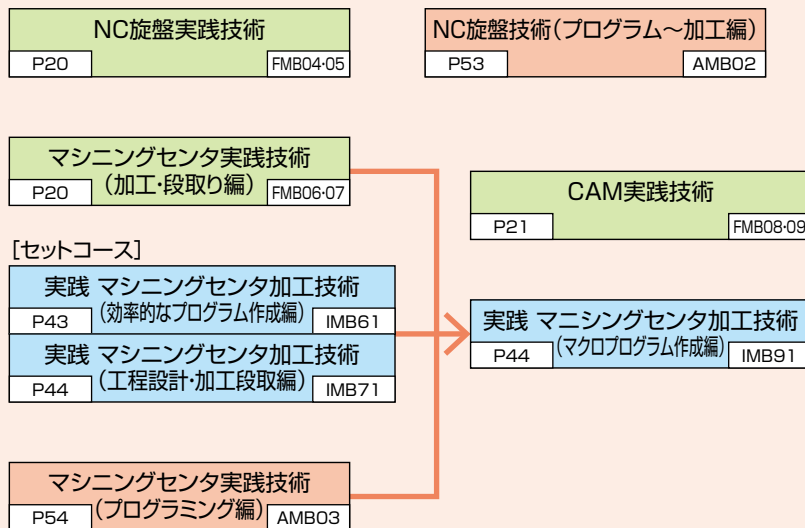 NC旋盤実践技術
P20 FMB04・05
NC旋盤技術(プログラム～加工編)
P53 AMB02
マシニングセンタ実践技術
(加工・段取り編)
P20 FMB06・07
CAM実践技術
P21 FMB08・09
[セットコース]
実践 マシニングセンタ加工技術
(効率的なプログラム作成編)
P43 IMB61
実践 マシニングセンタ加工技術
(工程設計・加工段取編)
P44 IMB71
実践 マニシングセンタ加工技術
(マクロプログラム作成編)
P44 IMB91
マシニングセンタ実践技術
(プログラミング編)
P54 AMB03